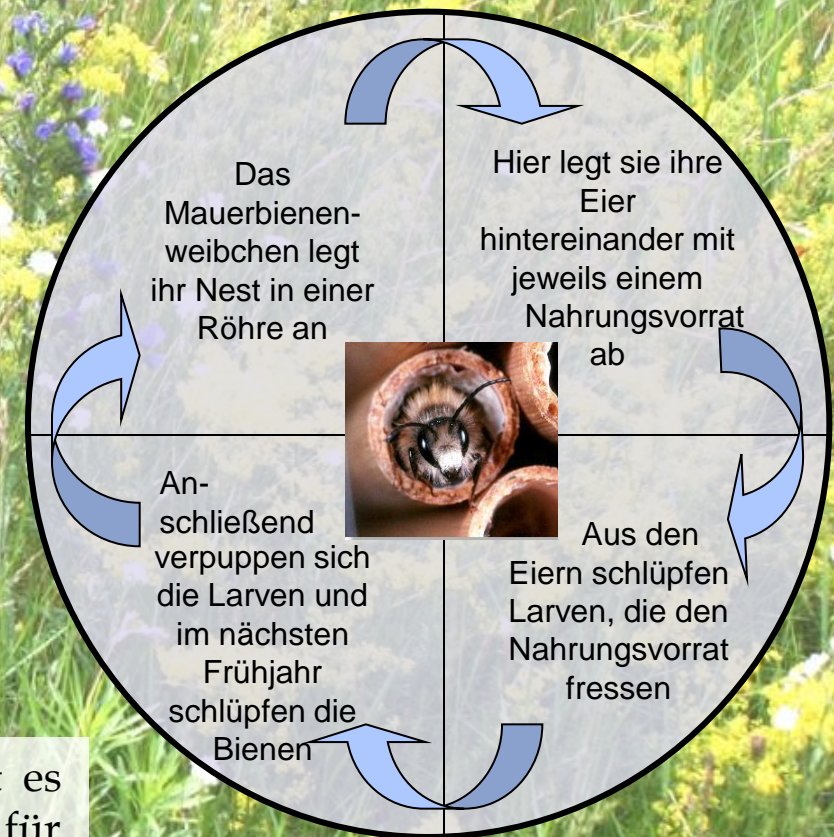 Das
Mauerbienen-
weibchen legt
ihr Nest in einer
Röhre an
Hier legt sie ihre
Eier
hintereinander mit
jeweils einem
Nahrungsvorrat
ab
Aus den
Eiern schlüpfen
Larven, die den
Nahrungsvorrat
fressen
An-
schließend
verpuppen sich
die Larven und
im nächsten
Frühjahr
schlüpfen die
Bienen
es
für